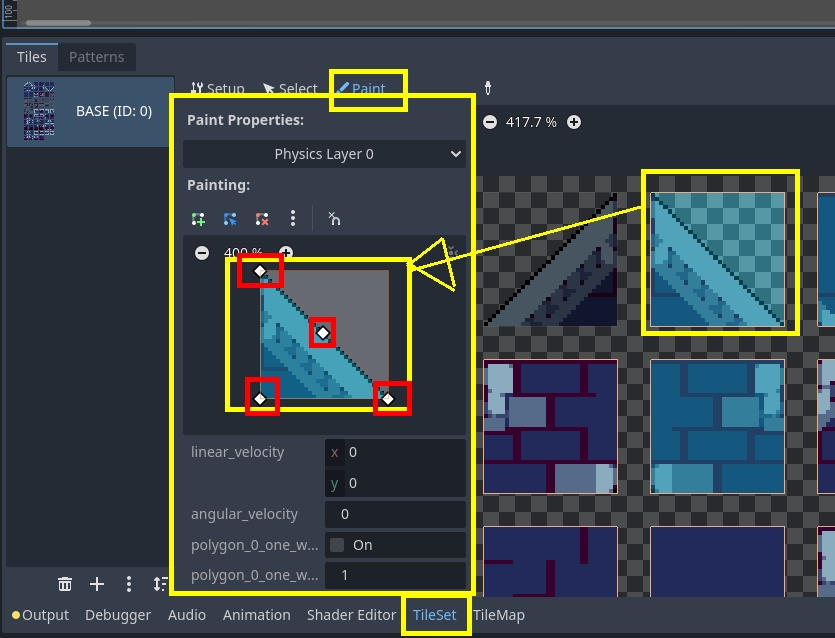 100
Tiles Patterns
BASE (ID: 0)
Setup Select Paint
Paint Properties:
Physics Layer 0
Painting:
400 %
417.7 %
linear_velocity x 0
y 0
angular_velocity 0
polygon_0_one_w... On
polygon_0_one_w... 1
Output Debugger Audio Animation Shader Editor TileSet TileMap